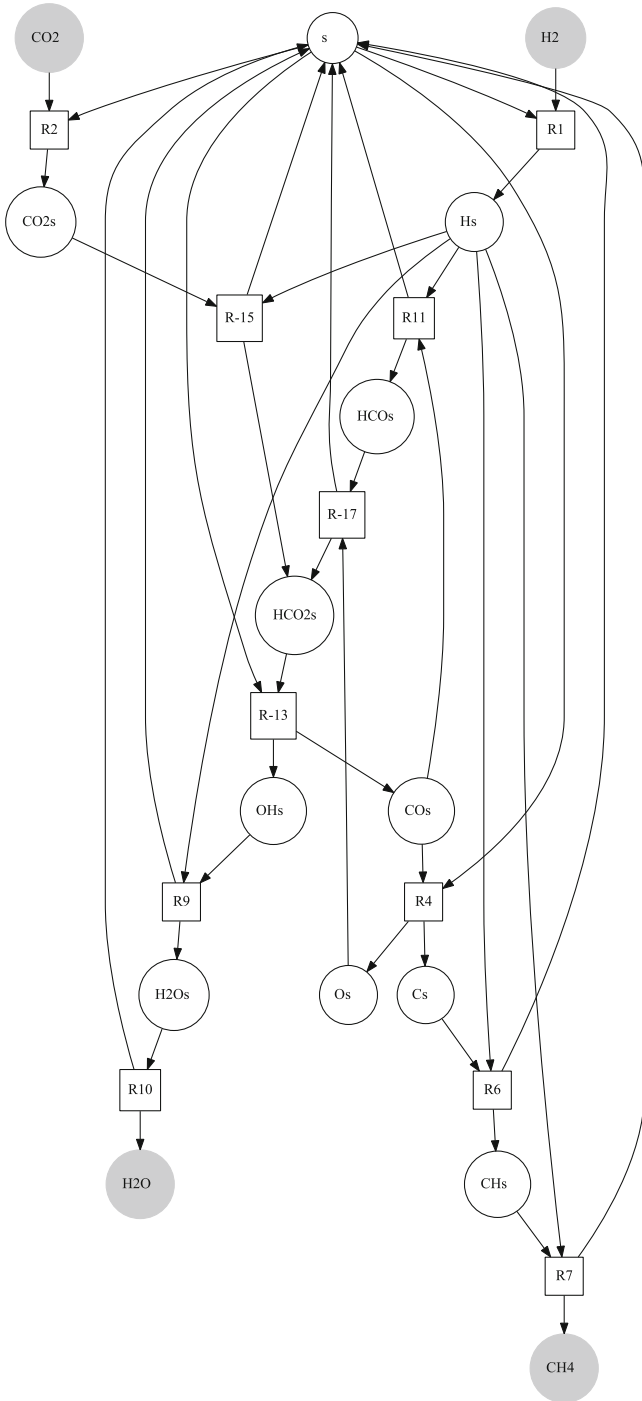 CO2
s
H2
R2
R1
CO2s
Hs
R-15
R11
HCOs
R-17
HCO2s
R-13
OHs
COs
R9
R4
H2Os
Os
Cs
R10
R6
H2O
CHs
R7
CH4